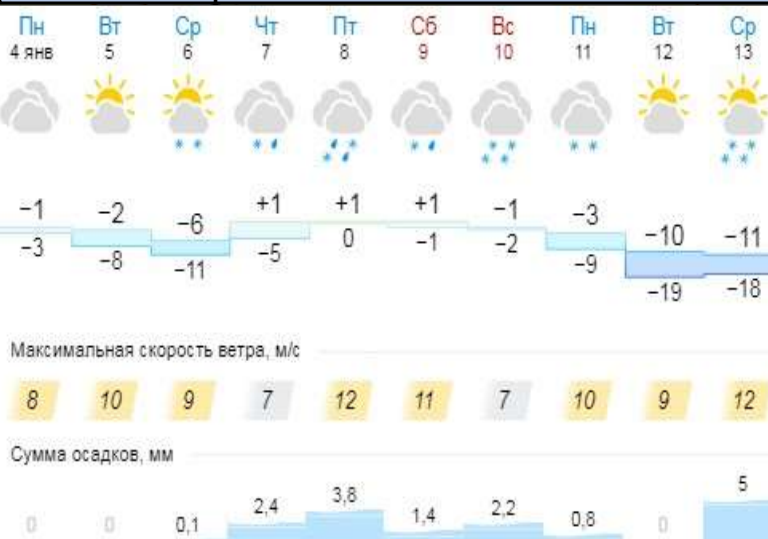 Пн Вт Ср Чт Пт Сб Вс Пн Вт Ср
4 янв 5 6 7 8 9 10 11 12 13
−1 −2 −6 +1 +1 +1 −1 −3 −10 −11
−3 −8 −11 −5 0 −1 −2 −9 −19 −18
Максимальная скорость ветра, м/с
8 10 9 7 12 11 7 10 9 12
Сумма осадков, мм
0 0 0,1 2,4 3,8 1,4 2,2 0,8 0 5